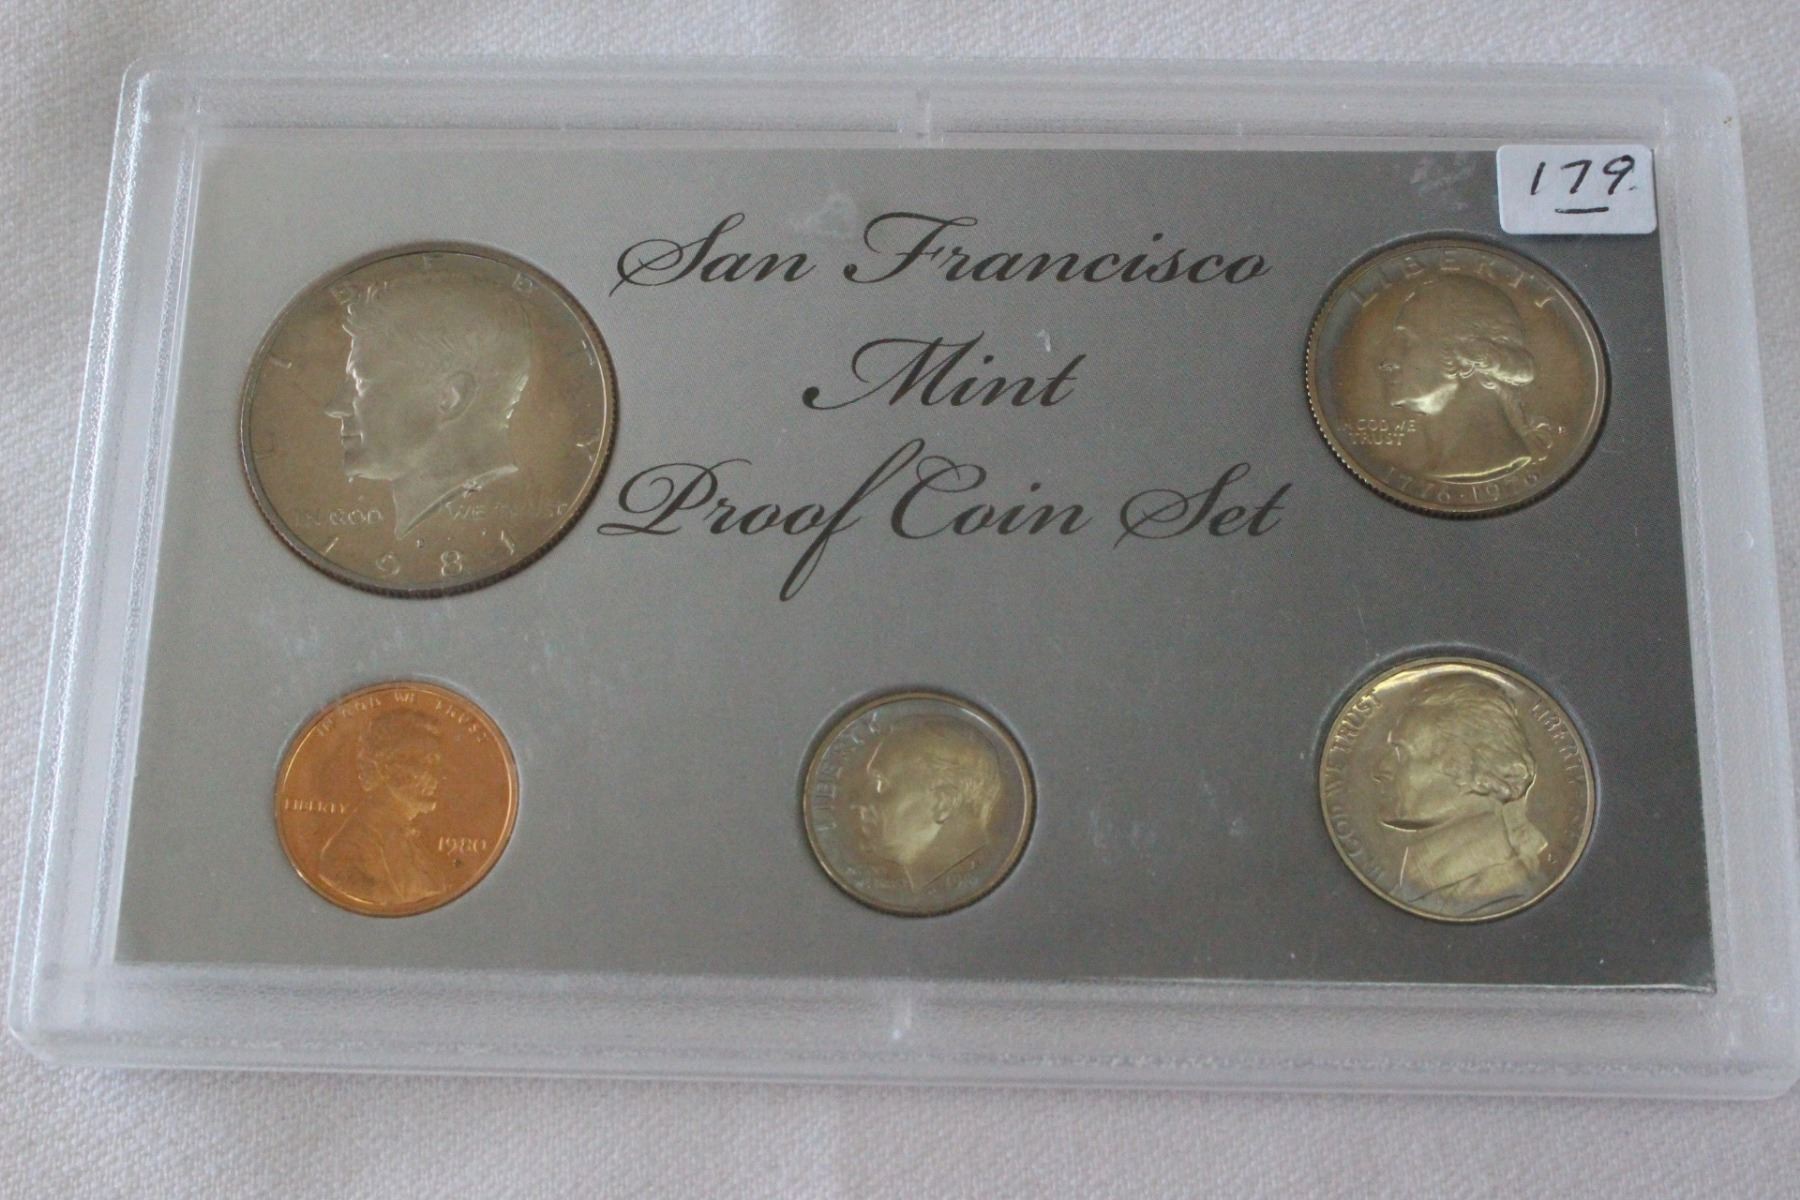 179.
San Francisco
Mint
Proof Coin Set
LIBERTY
IN GOD WE TRUST
1981
LIBERTY
IN GOD WE
TRUST
1776·1976
IN GOD WE TRUST
LIBERTY
1980
LIBERTY
IN GOD WE TRUST
LIBERTY